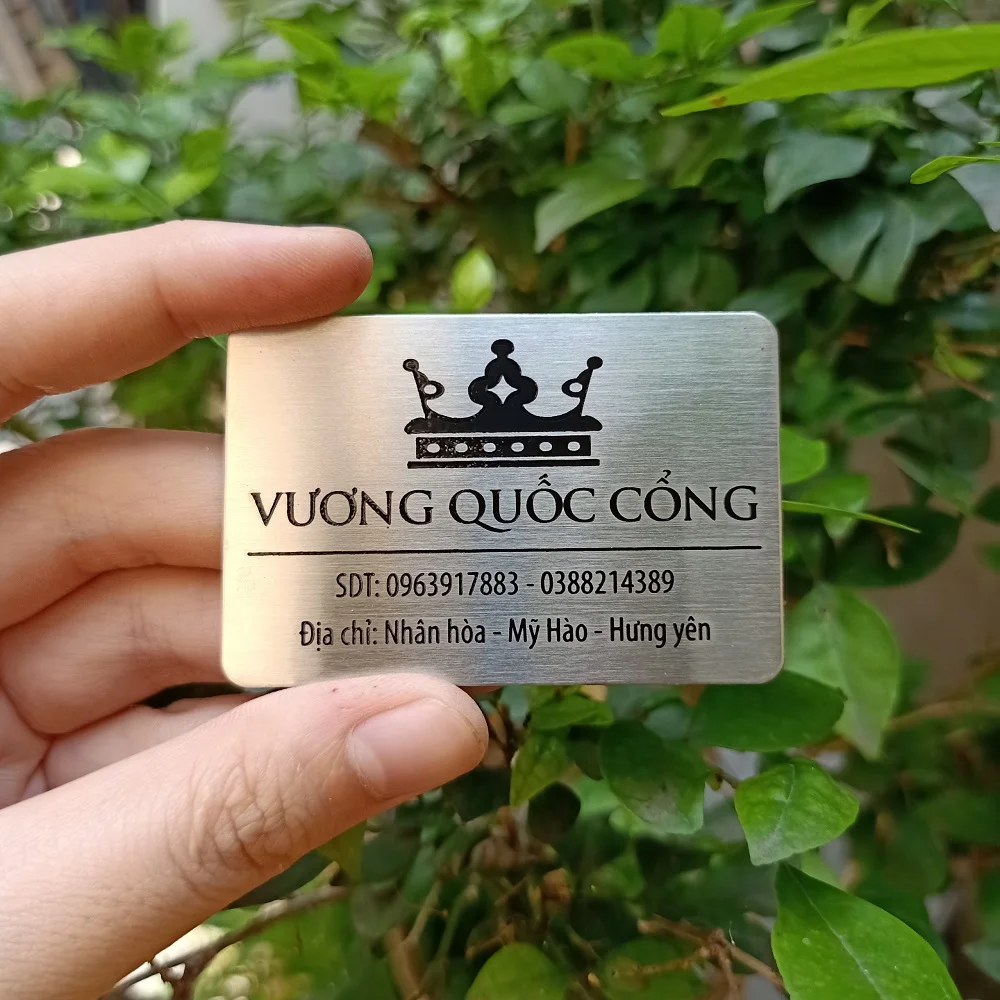 VƯƠNG QUỐC CỔNG
SDT: 0963917883 - 0388214389
Địa chỉ: Nhân hòa - Mỹ Hào - Hưng yên